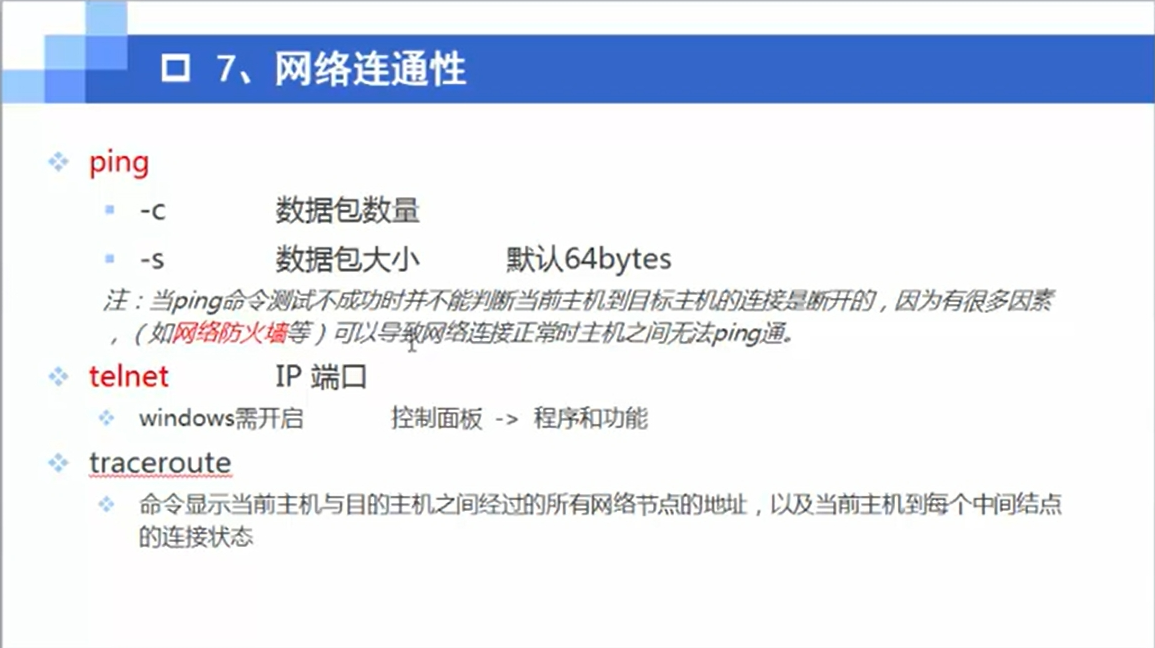 7、网络连通性
ping
-c 数据包数量
-s 数据包大小 默认64bytes
注：当ping命令测试不成功时并不能判断当前主机到目标主机的连接是断开的，因为有很多因素
，（如网络防火墙等）可以导致网络连接正常时主机之间无法ping通。
telnet IP 端口
windows需开启 控制面板 -> 程序和功能
traceroute
命令显示当前主机与目的主机之间经过的所有网络节点的地址，以及当前主机到每个中间结点
的连接状态